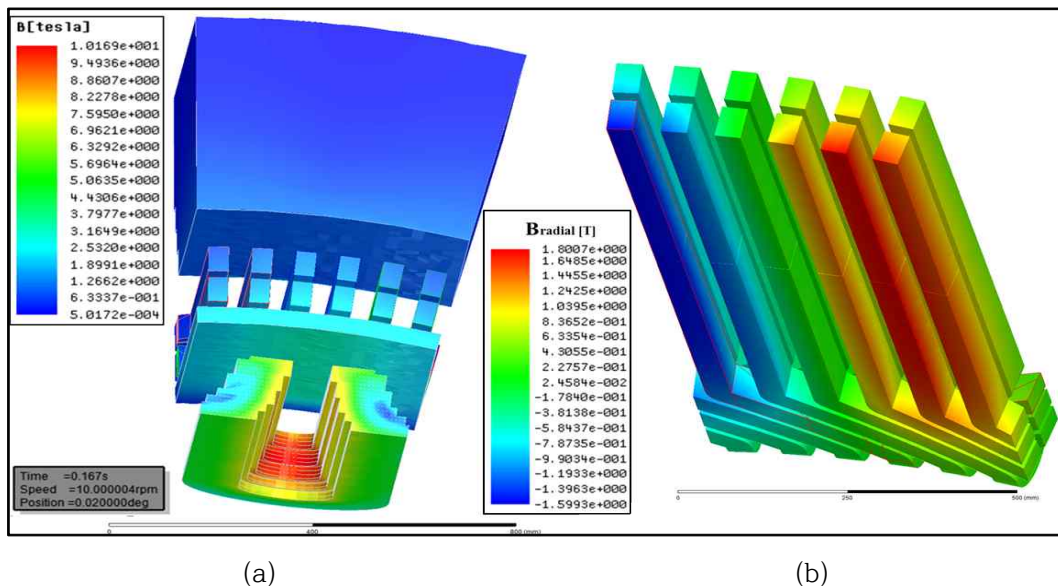 B[tesla]
1.0169e+001
9.4936e+000
8.8607e+000
8.2278e+000
7.5950e+000
6.9621e+000
6.3292e+000
5.6964e+000
5.0635e+000
4.4306e+000
3.7977e+000
3.1649e+000
2.5320e+000
1.8991e+000
1.2662e+000
6.3337e-001
5.0172e-004
Time =0.167s
Speed =10.000004rpm
Position =0.020000deg
400
800 (mm)
Bradial [T]
1.8007e+000
1.6485e+000
1.4455e+000
1.2425e+000
1.0395e+000
8.3652e-001
6.3354e-001
4.3055e-001
2.2757e-001
2.4584e-002
-1.7840e-001
-3.8138e-001
-5.8437e-001
-7.8735e-001
-9.9034e-001
-1.1933e+000
-1.3963e+000
-1.5993e+000
0
250
500 (mm)
(a)
(b)